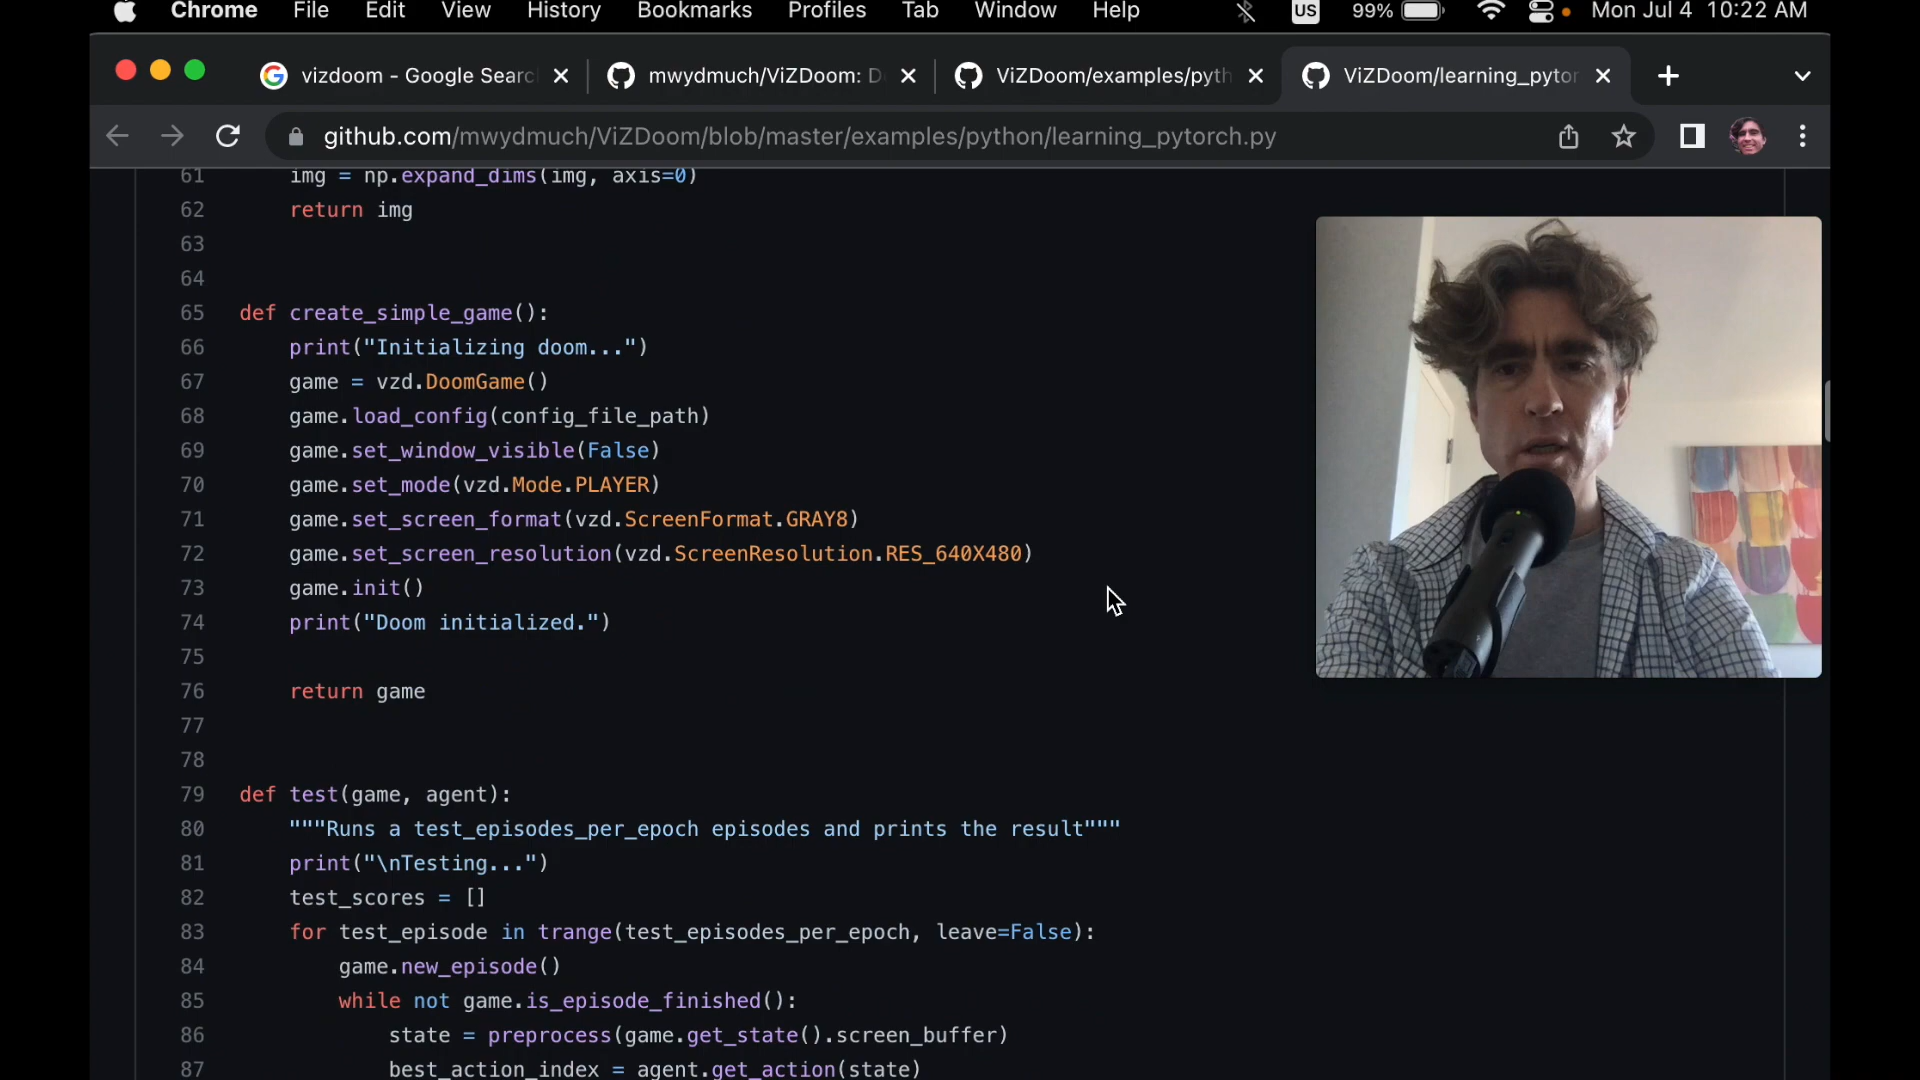 Chrome File Edit View History Bookmarks Profiles Tab Window Help US 99% Mon Jul 4 10:22 AM
vizdoom - Google Searc mwydmuch/ViZDoom: D ViZDoom/examples/pyth ViZDoom/learning_pytor
github.com/mwydmuch/ViZDoom/blob/master/examples/python/learning_pytorch.py
61 img = np.expand_dims(img, axis=0)
62 return img
63
64
65 def create_simple_game():
66 print("Initializing doom...")
67 game = vzd.DoomGame()
68 game.load_config(config_file_path)
69 game.set_window_visible(False)
70 game.set_mode(vzd.Mode.PLAYER)
71 game.set_screen_format(vzd.ScreenFormat.GRAY8)
72 game.set_screen_resolution(vzd.ScreenResolution.RES_640X480)
73 game.init()
74 print("Doom initialized.")
75
76 return game
77
78
79 def test(game, agent):
80 """Runs a test_episodes_per_epoch episodes and prints the result"""
81 print("\nTesting...")
82 test_scores = []
83 for test_episode in trange(test_episodes_per_epoch, leave=False):
84 game.new_episode()
85 while not game.is_episode_finished():
86 state = preprocess(game.get_state().screen_buffer)
87 best_action_index = agent.get_action(state)